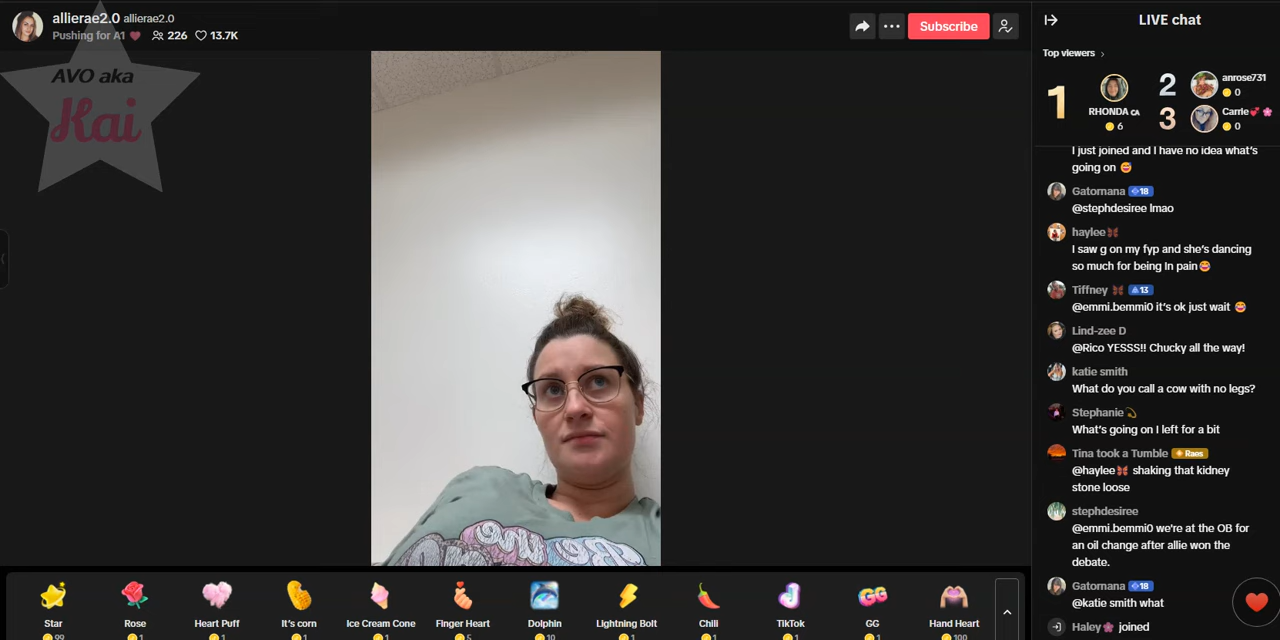 allierae2.0 allierae2.0
Pushing for A1 226 13.7K
Subscribe
AVO aka
Kai
LIVE chat
Top viewers
1
RHONDA CA
6
2
anrose731
0
3
Carrie
0
I just joined and I have no idea what's
going on
Gatornana 18
@stephdesiree lmao
haylee
I saw g on my fyp and she's dancing
so much for being In pain
Tiffney 13
@emmi.bemmi0 it's ok just wait
Lind-zee D
@Rico YESSS!! Chucky all the way!
katie smith
What do you call a cow with no legs?
Stephanie
What's going on I left for a bit
Tina took a Tumble Raes
@haylee shaking that kidney
stone loose
stephdesiree
@emmi.bemmi0 we're at the OB for
an oil change after allie won the
debate.
Gatornana 18
@katie smith what
Haley joined
GG
Star Rose Heart Puff It's corn Ice Cream Cone Finger Heart Dolphin Lightning Bolt Chili TikTok GG Hand Heart
99 1 1 1 1 5 10 1 1 1 1 100